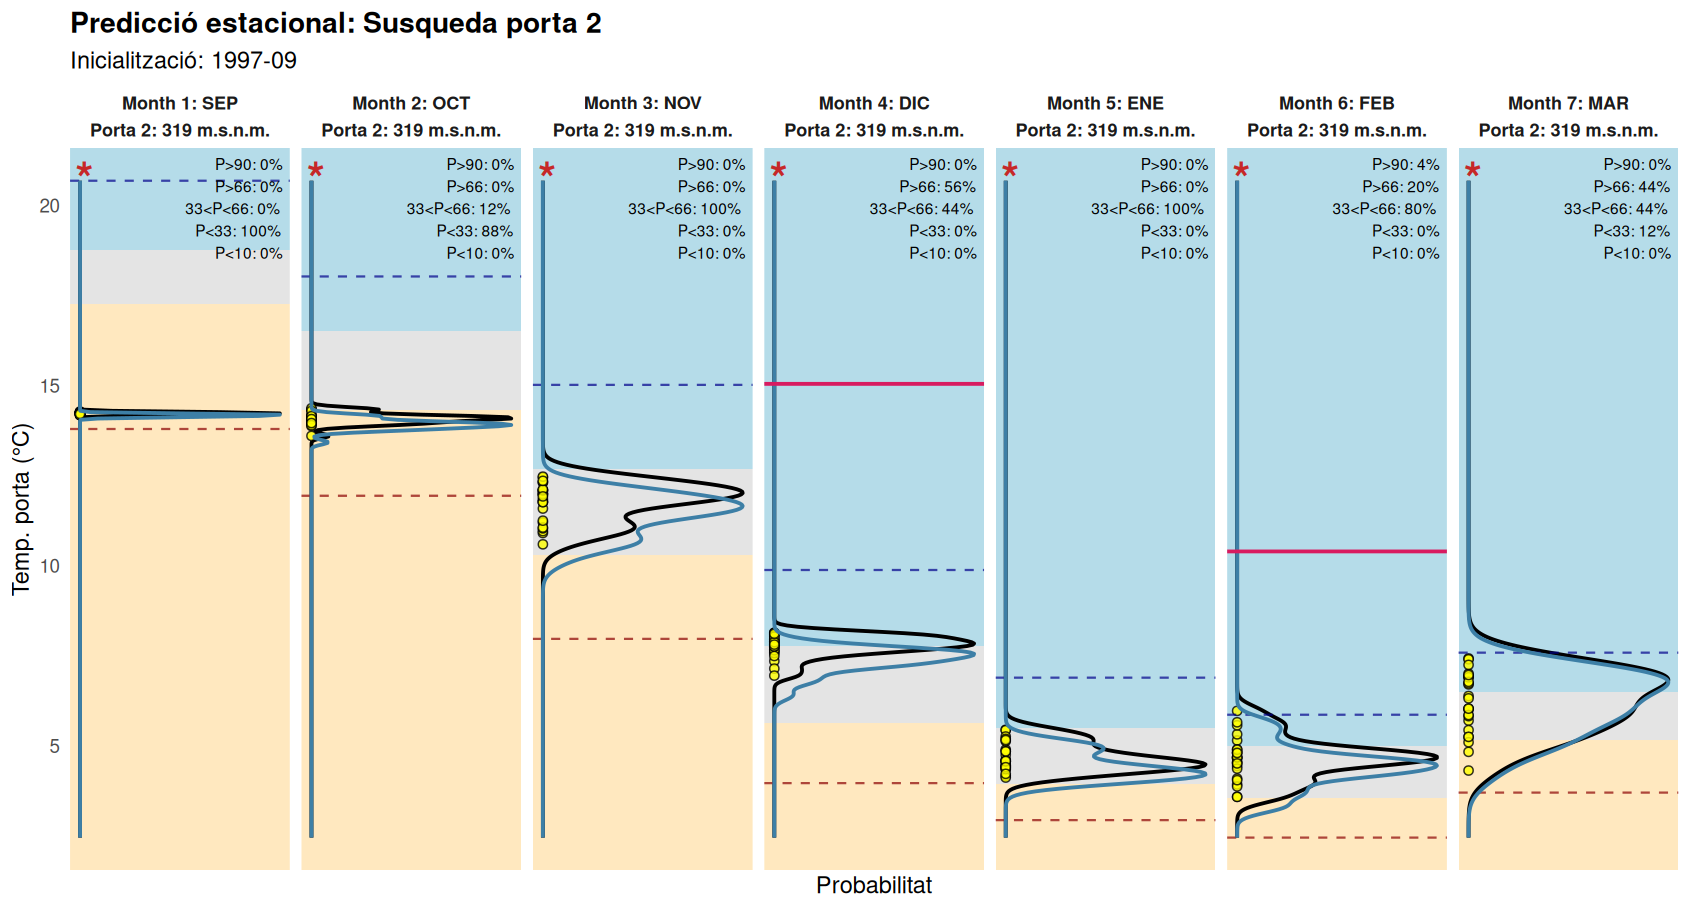 Predicció estacional: Susqueda porta 2
Inicialització: 1997-09
Month 1: SEP
Porta 2: 319 m.s.n.m.
Month 2: OCT
Porta 2: 319 m.s.n.m.
Month 3: NOV
Porta 2: 319 m.s.n.m.
Month 4: DIC
Porta 2: 319 m.s.n.m.
Month 5: ENE
Porta 2: 319 m.s.n.m.
Month 6: FEB
Porta 2: 319 m.s.n.m.
Month 7: MAR
Porta 2: 319 m.s.n.m.
*
P>90: 0%
P>66: 0%
33<P<66: 0%
P<33: 100%
P<10: 0%
*
P>90: 0%
P>66: 0%
33<P<66: 12%
P<33: 88%
P<10: 0%
*
P>90: 0%
P>66: 0%
33<P<66: 100%
P<33: 0%
P<10: 0%
*
P>90: 0%
P>66: 56%
33<P<66: 44%
P<33: 0%
P<10: 0%
*
P>90: 0%
P>66: 0%
33<P<66: 100%
P<33: 0%
P<10: 0%
*
P>90: 4%
P>66: 20%
33<P<66: 80%
P<33: 0%
P<10: 0%
*
P>90: 0%
P>66: 44%
33<P<66: 44%
P<33: 12%
P<10: 0%
20
15
10
5
Temp. porta (°C)
Probabilitat